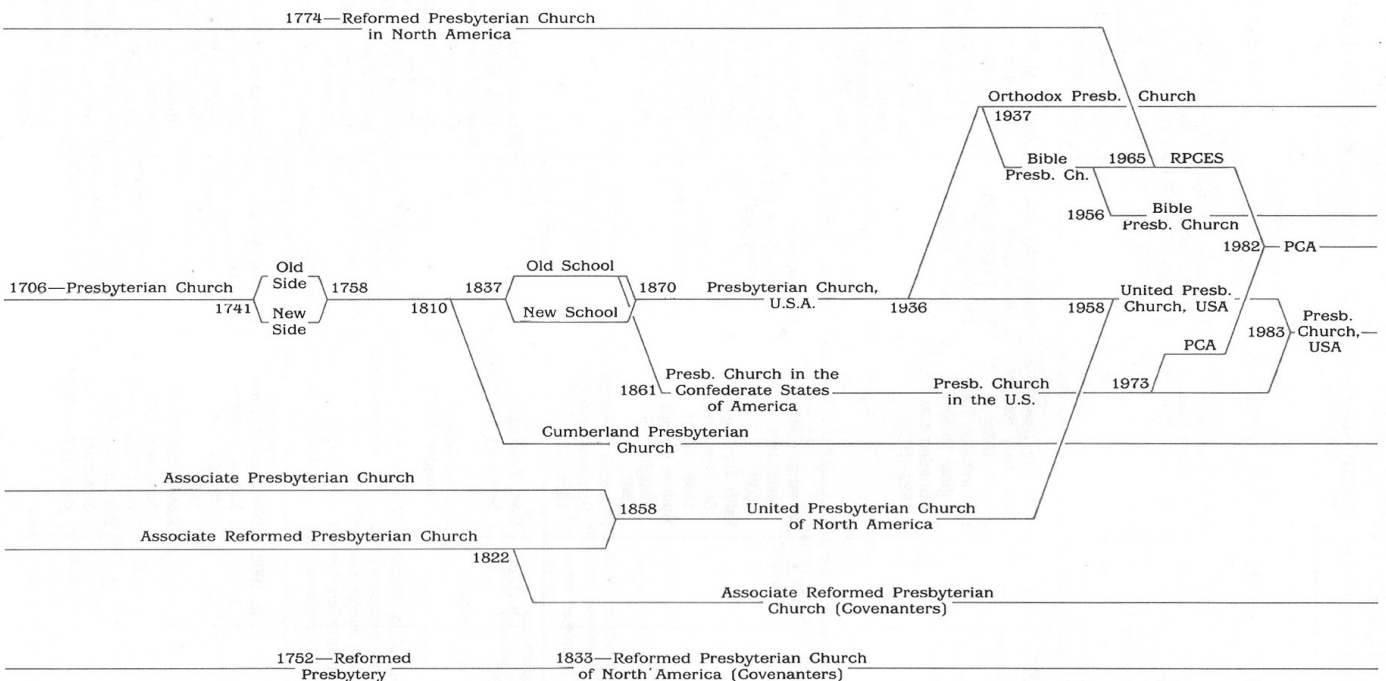 1774—Reformed Presbyterian Church
in North America
Orthodox Presb. Church
1937
Bible
Presb. Ch.
1965
RPCES
1956
Bible
Presb. Church
1982
PCA
1706—Presbyterian Church
1741
Old
Side
New
Side
1758
1810
1837
Old School
New School
1870
Presbyterian Church,
U.S.A.
1936
1958
United Presb.
Church, USA
1983
Presb.
Church,
USA
PCA
1861
Presb. Church in the
Confederate States
of America
Presb. Church
in the U.S.
1973
Cumberland Presbyterian
Church
Associate Presbyterian Church
1858
United Presbyterian Church
of North America
Associate Reformed Presbyterian Church
1822
Associate Reformed Presbyterian
Church (Covenanters)
1752—Reformed
Presbytery
1833—Reformed Presbyterian Church
of North America (Covenanters)